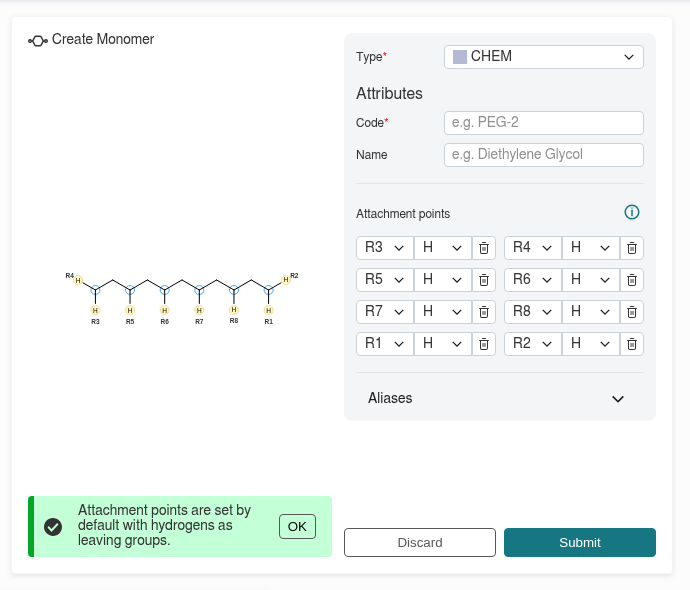 Create Monomer
Type*
CHEM
Attributes
Code*
e.g. PEG-2
Name
e.g. Diethylene Glycol
Attachment points
R3 H R4 H
R5 H R6 H
R7 H R8 H
R1 H R2 H
Aliases
R4 H H R2
H H H H H H
R3 R5 R6 R7 R8 R1
Attachment points are set by
default with hydrogens as
leaving groups.
OK
Discard
Submit